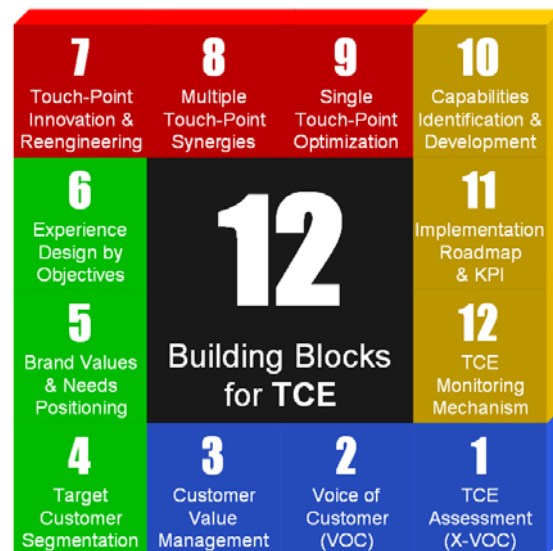 7
Touch-Point
Innovation &
Reengineering
8
Multiple
Touch-Point
Synergies
9
Single
Touch-Point
Optimization
10
Capabilities
Identification &
Development
6
Experience
Design by
Objectives
12
Building Blocks
for TCE
11
Implementation
Roadmap
& KPI
5
Brand Values
& Needs
Positioning
12
TCE
Monitoring
Mechanism
4
Target
Customer
Segmentation
3
Customer
Value
Management
2
Voice of
Customer
(VOC)
1
TCE
Assessment
(X-VOC)